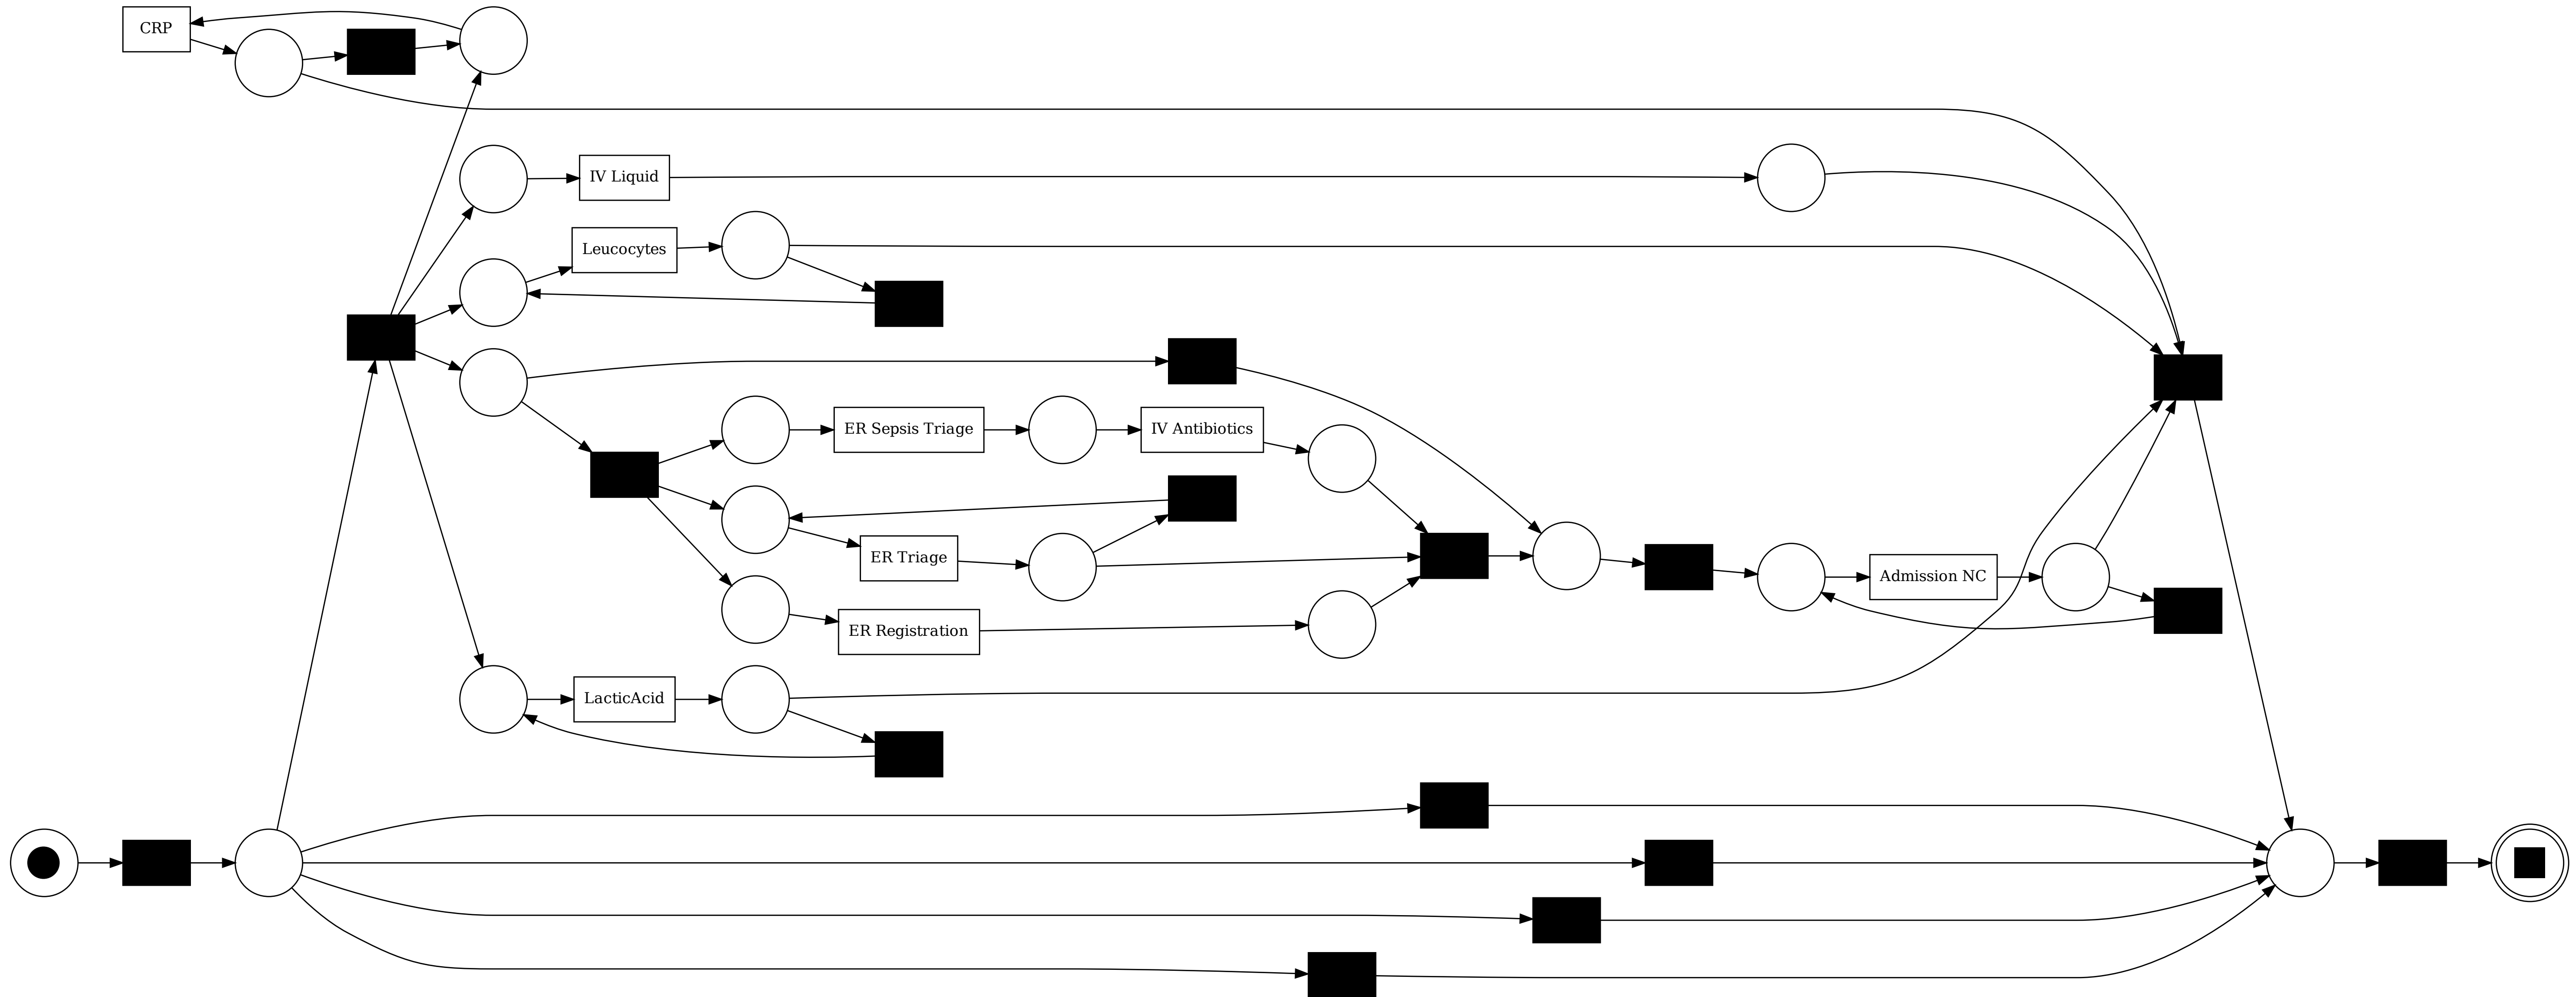 CRP
IV Liquid
Leucocytes
ER Sepsis Triage
IV Antibiotics
ER Triage
Admission NC
ER Registration
LacticAcid